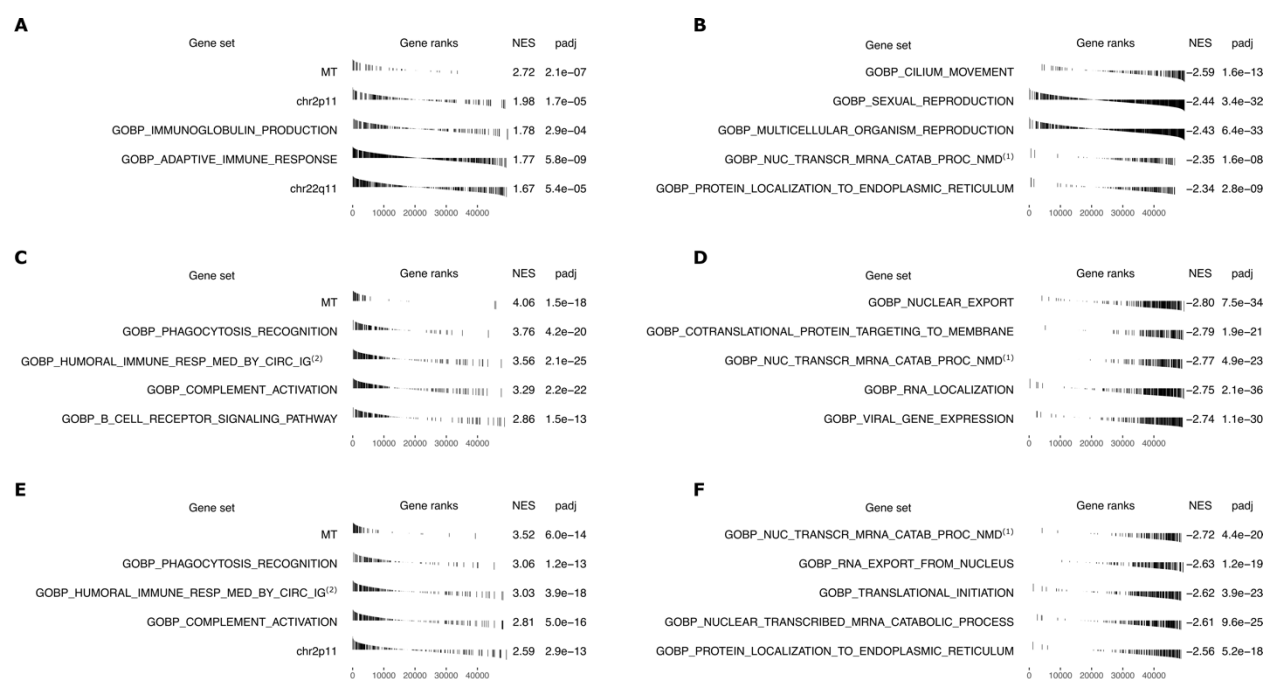 A
Gene set Gene ranks NES padj
MT 2.72 2.1e−07
chr2p11 1.98 1.7e−05
GOBP_IMMUNOGLOBULIN_PRODUCTION 1.78 2.9e−04
GOBP_ADAPTIVE_IMMUNE_RESPONSE 1.77 5.8e−09
chr22q11 1.67 5.4e−05
0 10000 20000 30000 40000
B
Gene set Gene ranks NES padj
GOBP_CILIUM_MOVEMENT −2.59 1.6e−13
GOBP_SEXUAL_REPRODUCTION −2.44 3.4e−32
GOBP_MULTICELLULAR_ORGANISM_REPRODUCTION −2.43 6.4e−33
GOBP_NUC_TRANSCR_MRNA_CATAB_PROC_NMD(1) −2.35 1.6e−08
GOBP_PROTEIN_LOCALIZATION_TO_ENDOPLASMIC_RETICULUM −2.34 2.8e−09
0 10000 20000 30000 40000
C
Gene set Gene ranks NES padj
MT 4.06 1.5e−18
GOBP_PHAGOCYTOSIS_RECOGNITION 3.76 4.2e−20
GOBP_HUMORAL_IMMUNE_RESP_MED_BY_CIRC_IG(2) 3.56 2.1e−25
GOBP_COMPLEMENT_ACTIVATION 3.29 2.2e−22
GOBP_B_CELL_RECEPTOR_SIGNALING_PATHWAY 2.86 1.5e−13
0 10000 20000 30000 40000
D
Gene set Gene ranks NES padj
GOBP_NUCLEAR_EXPORT −2.80 7.5e−34
GOBP_COTRANSLATIONAL_PROTEIN_TARGETING_TO_MEMBRANE −2.79 1.9e−21
GOBP_NUC_TRANSCR_MRNA_CATAB_PROC_NMD(1) −2.77 4.9e−23
GOBP_RNA_LOCALIZATION −2.75 2.1e−36
GOBP_VIRAL_GENE_EXPRESSION −2.74 1.1e−30
0 10000 20000 30000 40000
E
Gene set Gene ranks NES padj
MT 3.52 6.0e−14
GOBP_PHAGOCYTOSIS_RECOGNITION 3.06 1.2e−13
GOBP_HUMORAL_IMMUNE_RESP_MED_BY_CIRC_IG(2) 3.03 3.9e−18
GOBP_COMPLEMENT_ACTIVATION 2.81 5.0e−16
chr2p11 2.59 2.9e−13
0 10000 20000 30000 40000
F
Gene set Gene ranks NES padj
GOBP_NUC_TRANSCR_MRNA_CATAB_PROC_NMD(1) −2.72 4.4e−20
GOBP_RNA_EXPORT_FROM_NUCLEUS −2.63 1.2e−19
GOBP_TRANSLATIONAL_INITIATION −2.62 3.9e−23
GOBP_NUCLEAR_TRANSCRIBED_MRNA_CATABOLIC_PROCESS −2.61 9.6e−25
GOBP_PROTEIN_LOCALIZATION_TO_ENDOPLASMIC_RETICULUM −2.56 5.2e−18
0 10000 20000 30000 40000